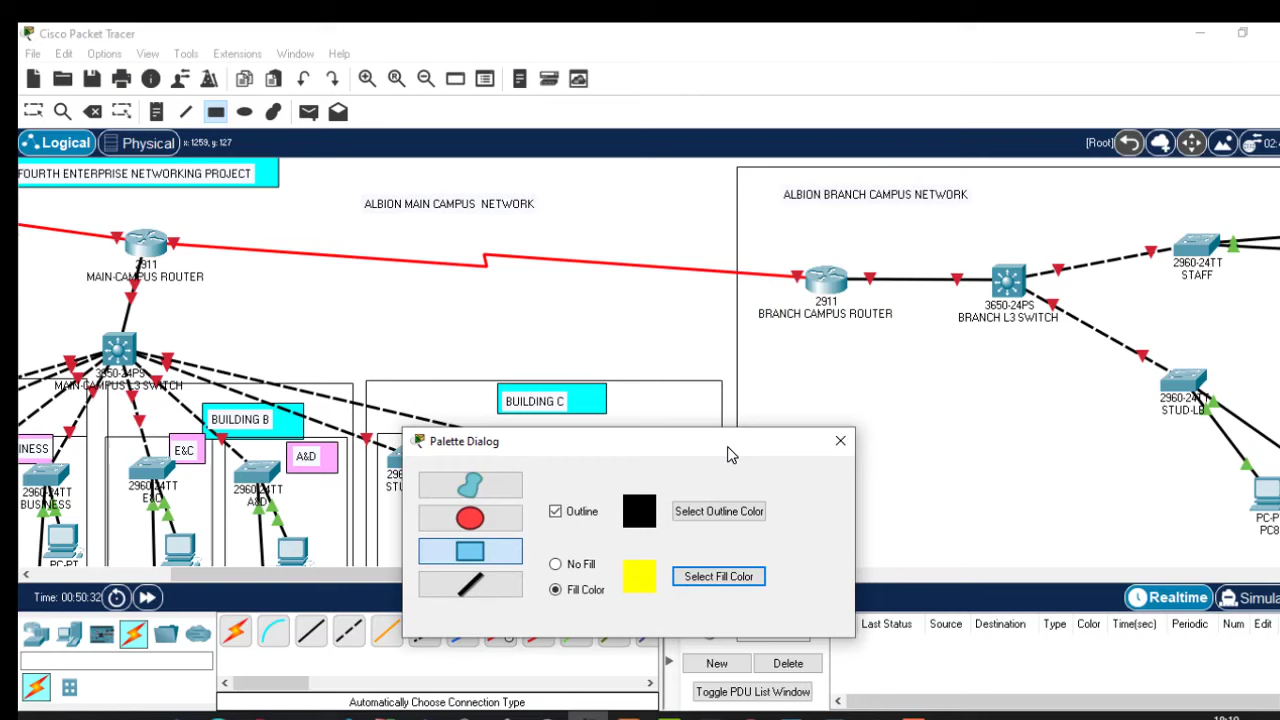 Cisco Packet Tracer
File Edit Options View Tools Extensions Window Help
Logical Physical x: 1259, y: 127 [Root]
FOURTH ENTERPRISE NETWORKING PROJECT
ALBION MAIN CAMPUS NETWORK
ALBION BRANCH CAMPUS NETWORK
2911
MAIN-CAMPUS ROUTER
2960-24TT
STAFF
2911
BRANCH CAMPUS ROUTER
3650-24PS
BRANCH L3 SWITCH
3650-24PS
MAIN-CAMPUS L3 SWITCH
2960-24TT
BUILDING C
BUILDING B
E&C
A&D
2960-24TT
BUSINESS
2960-24TT
E&C
2960-24TT
A&D
PC-PT
Palette Dialog
Outline
Select Outline Color
No Fill
Fill Color
Select Fill Color
Time: 00:50:32
Realtime
Last Status Source Destination Type Color Time(sec) Periodic Num Edit
New Delete
Toggle PDU List Window
Automatically Choose Connection Type